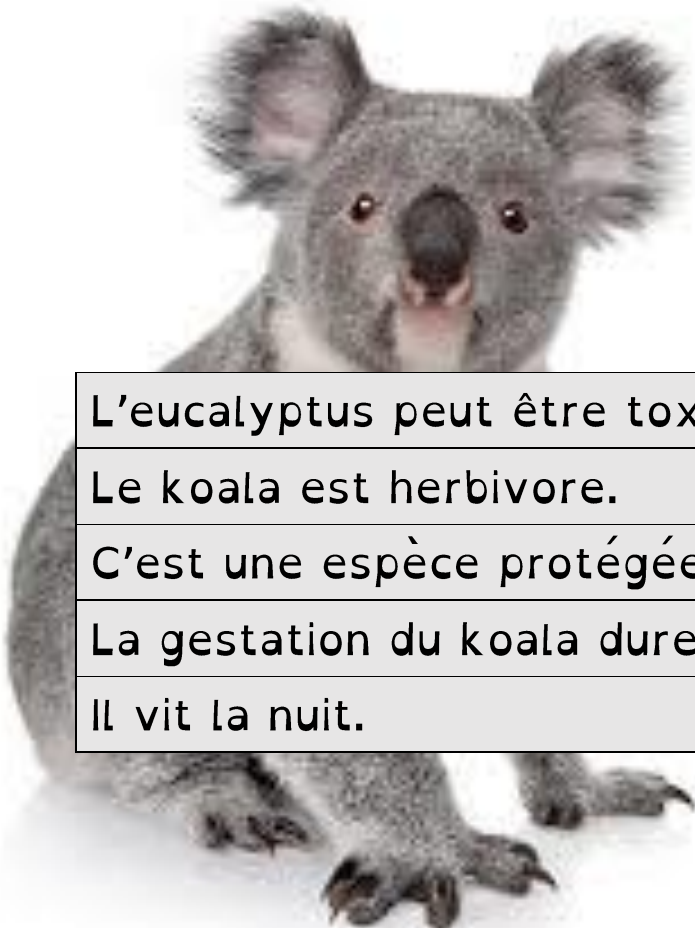 L'eucalyptus peut être tox
Le koala est herbivore.
C'est une espèce protégée
La gestation du koala dure
Il vit la nuit.